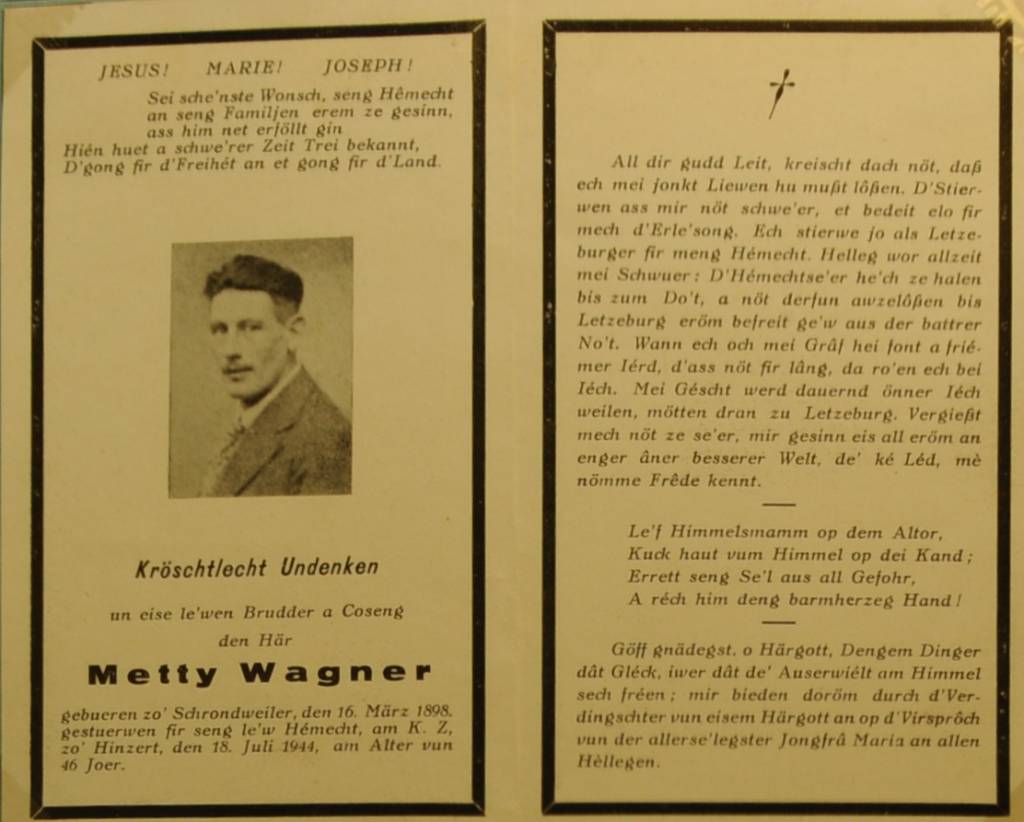 JESUS! MARIE! JOSEPH!
Sei sche'nste Wonsch, seng Hêmecht
an seng Familjen erem ze gesinn,
ass him net erföllt gin
Hién huet a schwe'rer Zeit Trei bekannt,
D'gong fir d'Freihét an et gong fir d'Land.
Kröschtlecht Undenken
un eise le'wen Brudder a Coseng
den Här
Metty Wagner
gebueren zo' Schrondweiler, den 16. März 1898.
gestuerwen fir seng le'w Hémecht, am K. Z,
zo' Hinzert, den 18. Juli 1944, am Alter vun
46 Joer.
All dir gudd Leit, kreischt dach nöt, daß
ech mei jonkt Liewen hu mußt lôßen. D'Stier-
wen ass mir nöt schwe'er, et bedeit elo fir
mech d'Erle'song. Ech stierwe jo als Letze-
burger fir meng Hémecht. Helleg wor allzeit
mei Schwuer: D'Hémechtse'er he'ch ze halen
bis zum Do't, a nöt derfun awzelôßen bis
Letzeburg eröm befreit ge'w aus der battrer
No't. Wann ech och mei Grâf hei font a frié-
mer Iérd, d'ass nöt fir lâng, da ro'en ech bei
Iéch. Mei Géscht werd dauernd önner Iéch
weilen, mötten dran zu Letzeburg. Vergießt
mech nöt ze se'er, mir gesinn eis all eröm an
enger âner besserer Welt, de' ké Léd, mè
nömme Frêde kennt.
Le'f Himmelsmamm op dem Altor,
Kuck haut vum Himmel op dei Kand;
Errett seng Se'l aus all Gefohr,
A réch him deng barmherzeg Hand!
Göff gnädegst, o Härgott, Dengem Dinger
dât Gléck, iwer dât de' Auserwiélt am Himmel
sech fréen; mir bieden doröm durch d'Ver-
dingschter vun eisem Härgott an op d'Virsprôch
vun der allerse'legster Jongfrâ Maria an allen
Hèllegen.